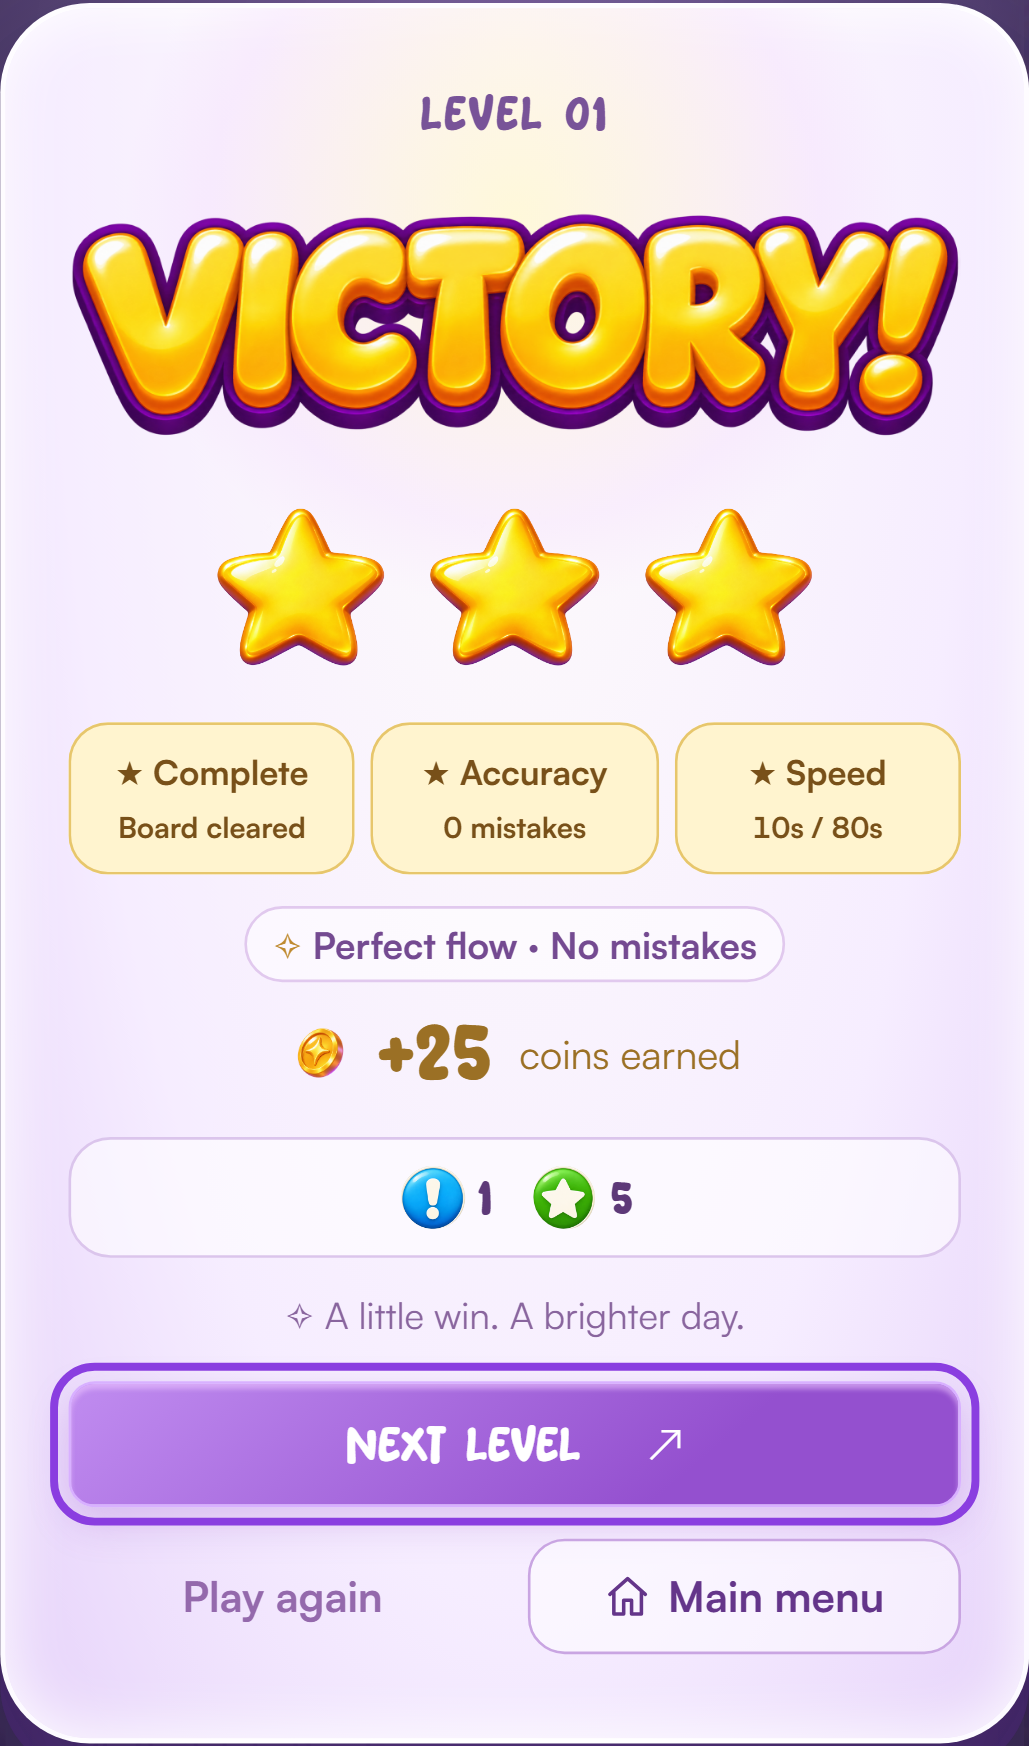 LEVEL 01
VICTORY!
★ Complete
Board cleared
★ Accuracy
0 mistakes
★ Speed
10s / 80s
✧ Perfect flow · No mistakes
+25 coins earned
1 5
✧ A little win. A brighter day.
NEXT LEVEL ↗
Play again
Main menu